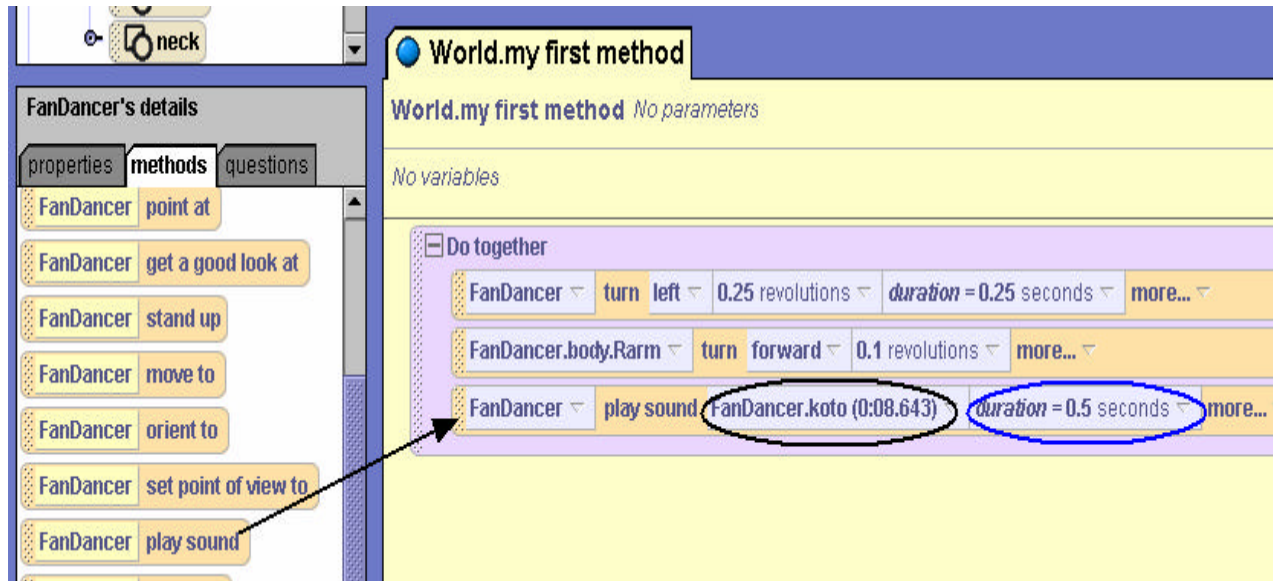 neck
FanDancer's details
properties methods questions
FanDancer point at
FanDancer get a good look at
FanDancer stand up
FanDancer move to
FanDancer orient to
FanDancer set point of view to
FanDancer play sound
World.my first method
World.my first method No parameters
No variables
Do together
FanDancer turn left 0.25 revolutions duration = 0.25 seconds more...
FanDancer.body.Rarm turn forward 0.1 revolutions more...
FanDancer play sound FanDancer.koto (0:08.643) duration = 0.5 seconds more...